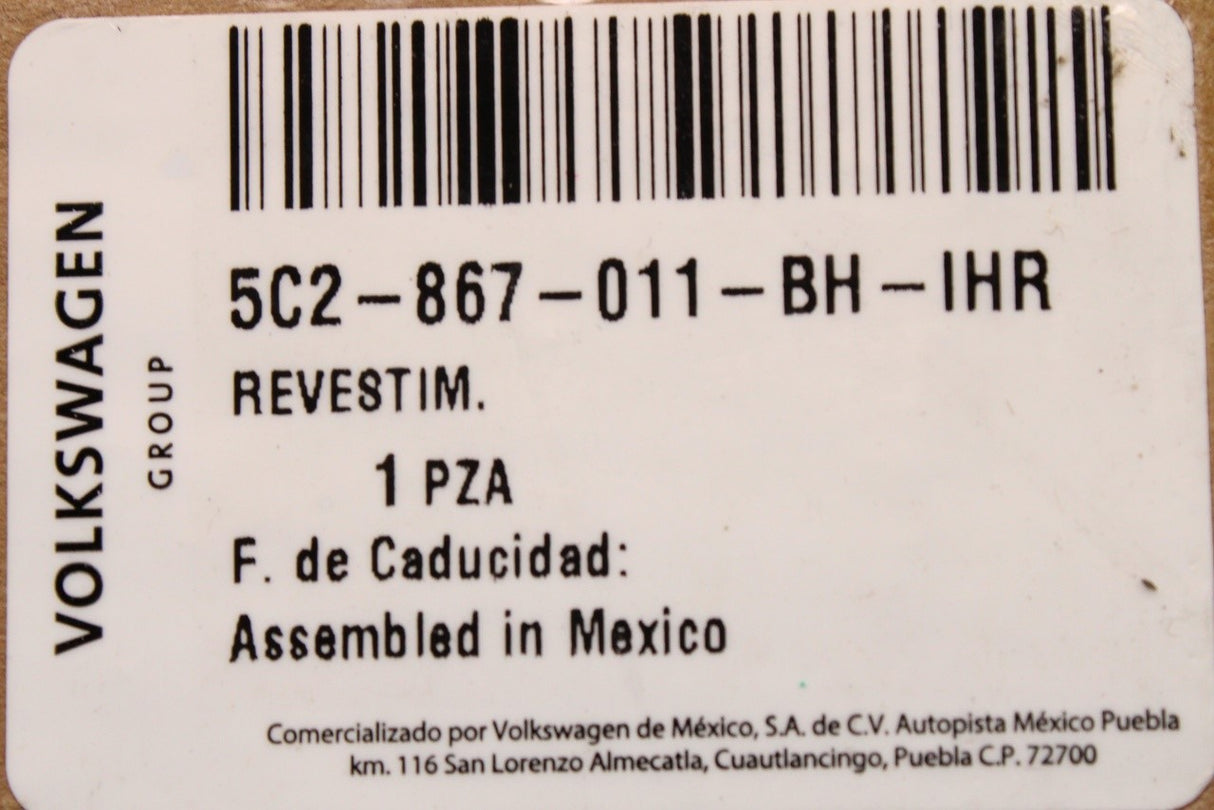 VOLKSWAGEN
GROUP
5C2-867-011-BH-IHR
REVESTIM.
1 PZA
F. de Caducidad:
Assembled in Mexico
Comercializado por Volkswagen de México, S.A. de C.V. Autopista México Puebla
km. 116 San Lorenzo Almecatla, Cuautlancingo, Puebla C.P. 72700